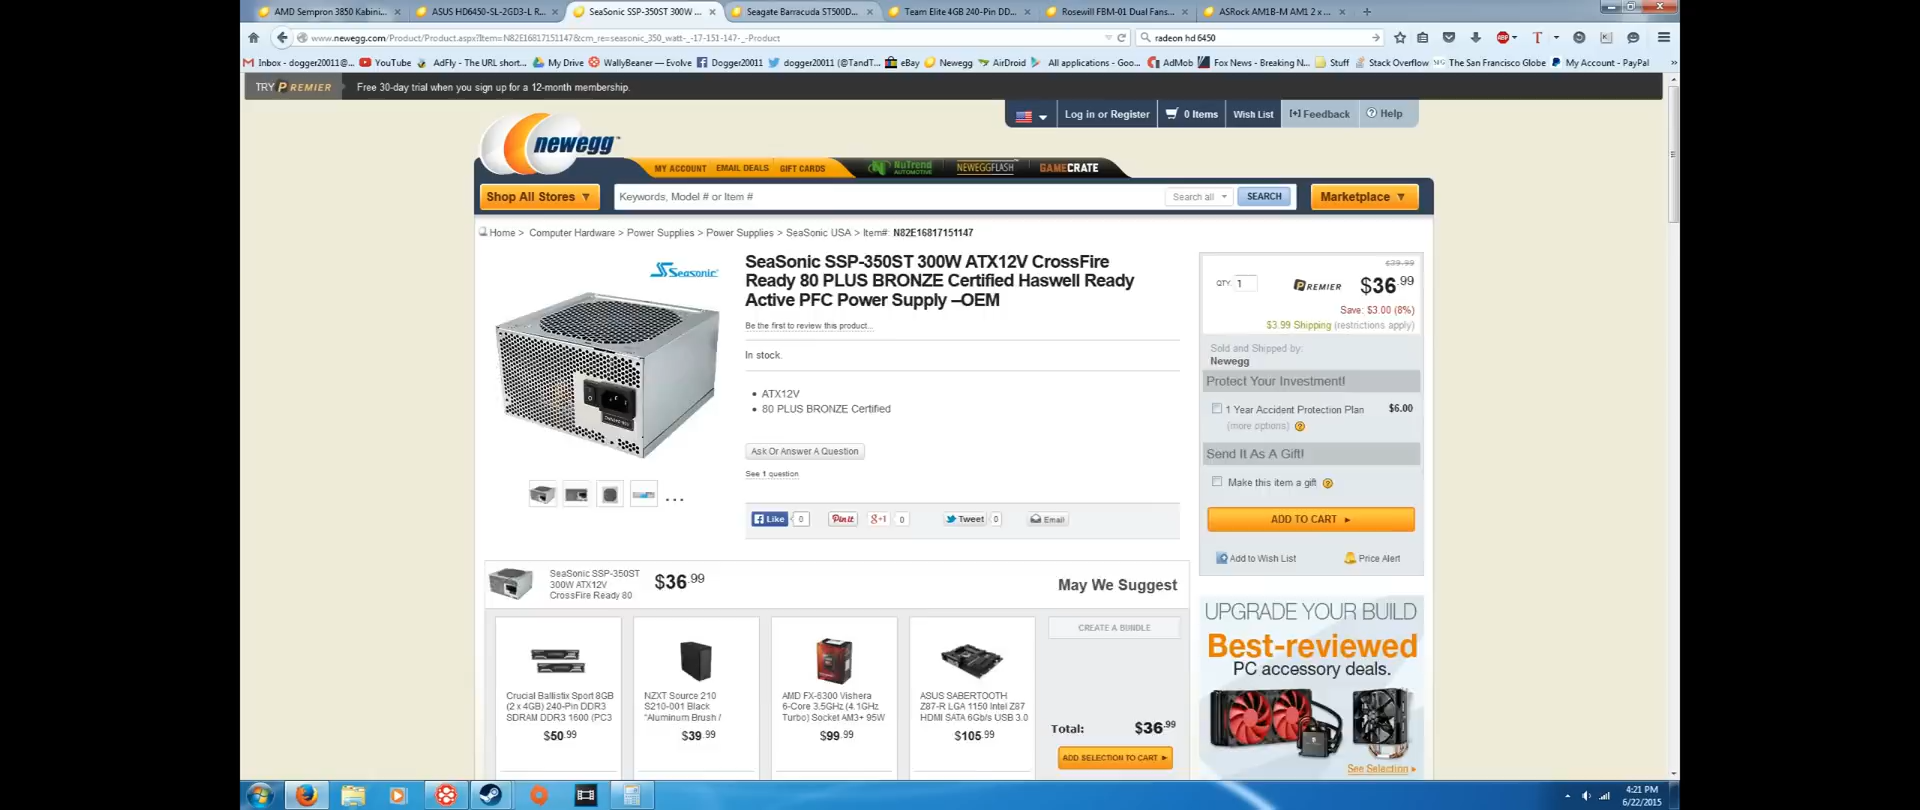 AMD Sempron 3850 Kabini...
ASUS HD6450-SL-2GD3-L R...
SeaSonic SSP-350ST 300W ...
Seagate Barracuda ST500D...
Team Elite 4GB 240-Pin DD...
Rosewill FBM-01 Dual Fans...
ASRock AM1B-M AM1 2 x ...
www.newegg.com/Product/Product.aspx?Item=N82E16817151147&cm_re=seasonic_350_watt-_-17-151-147-_-Product
radeon hd 6450
Inbox - dogger20011@...
YouTube
AdFly - The URL short...
My Drive
WallyBeaner — Evolve
Facebook
Dogger20011
dogger20011 (@TandT...
eBay
Newegg
AirDroid
All applications - Goo...
AdMob
Fox News - Breaking N...
Stuff
Stack Overflow
The San Francisco Globe
My Account - PayPal
TRY PREMIER
Free 30-day trial when you sign up for a 12-month membership.
Log in or Register
0 Items
Wish List
[+] Feedback
Help
newegg
MY ACCOUNT
EMAIL DEALS
GIFT CARDS
NUTREND AUTOMOTIVE
NEWEGGFLASH
GAMECRATE
Shop All Stores
Keywords, Model # or Item #
Search all
SEARCH
Marketplace
Home > Computer Hardware > Power Supplies > Power Supplies > SeaSonic USA > Item#: N82E16817151147
Seasonic
SeaSonic SSP-350ST 300W ATX12V CrossFire
Ready 80 PLUS BRONZE Certified Haswell Ready
Active PFC Power Supply –OEM
Be the first to review this product...
In stock.
• ATX12V
• 80 PLUS BRONZE Certified
Ask Or Answer A Question
See 1 question
...
Like 0
Pin it
g+1 0
Tweet 0
Email
$39.99
QTY: 1
PREMIER
$36.99
Save: $3.00 (8%)
$3.99 Shipping (restrictions apply)
Sold and Shipped by:
Newegg
Protect Your Investment!
1 Year Accident Protection Plan $6.00
(more options)
Send It As A Gift!
Make this item a gift
ADD TO CART
Add to Wish List
Price Alert
SeaSonic SSP-350ST
300W ATX12V
CrossFire Ready 80
$36.99
May We Suggest
Crucial Ballistix Sport 8GB
(2 x 4GB) 240-Pin DDR3
SDRAM DDR3 1600 (PC3
$50.99
NZXT Source 210
S210-001 Black
"Aluminum Brush /
$39.99
AMD FX-6300 Vishera
6-Core 3.5GHz (4.1GHz
Turbo) Socket AM3+ 95W
$99.99
ASUS SABERTOOTH
Z87-R LGA 1150 Intel Z87
HDMI SATA 6Gb/s USB 3.0
$105.99
CREATE A BUNDLE
Total: $36.99
ADD SELECTION TO CART
UPGRADE YOUR BUILD
Best-reviewed
PC accessory deals.
See Selection
4:21 PM
6/22/2015